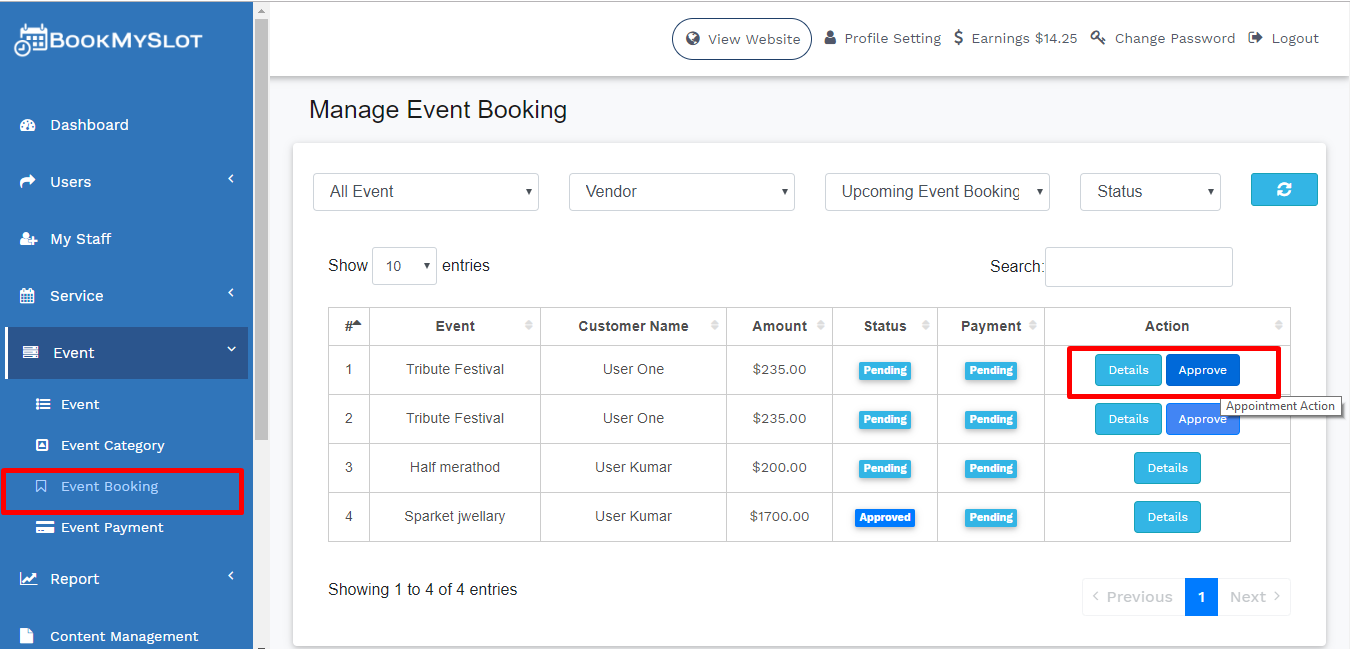 BookMySlot
View Website Profile Setting $ Earnings $14.25 Change Password Logout
Dashboard
Users
My Staff
Service
Event
Event
Event Category
Event Booking
Event Payment
Report
Content Management
Manage Event Booking
All Event Vendor Upcoming Event Booking Status
Show 10 entries Search:
# Event Customer Name Amount Status Payment Action
1 Tribute Festival User One $235.00 Pending Pending Details Approve
Appointment Action
2 Tribute Festival User One $235.00 Pending Pending Details Approve
3 Half merathod User Kumar $200.00 Pending Pending Details
4 Sparket jwellary User Kumar $1700.00 Approved Pending Details
Showing 1 to 4 of 4 entries Previous 1 Next